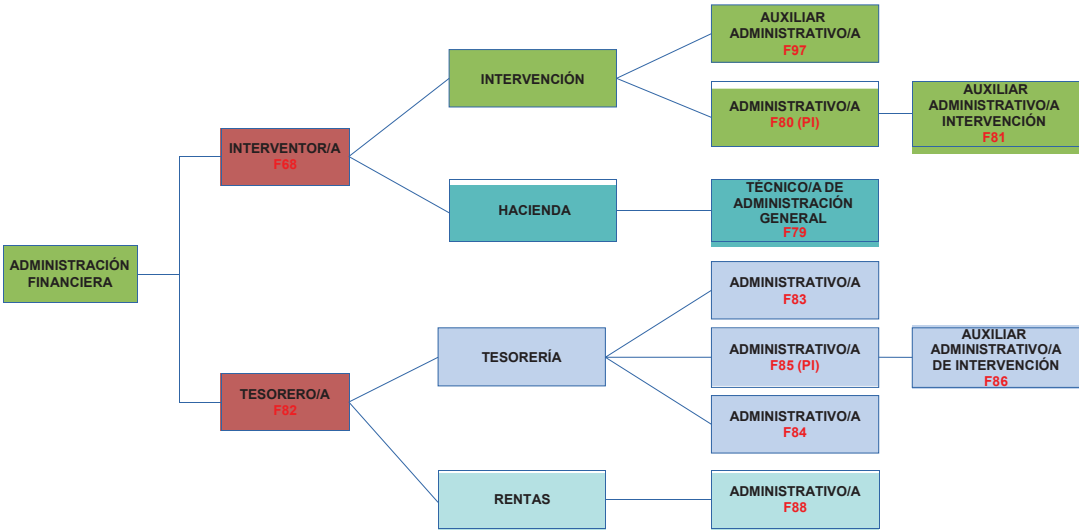 ADMINISTRACIÓN
FINANCIERA
INTERVENTOR/A
F68
INTERVENCIÓN
AUXILIAR
ADMINISTRATIVO/A
F97
ADMINISTRATIVO/A
F80 (PI)
AUXILIAR
ADMINISTRATIVO/A
INTERVENCIÓN
F81
HACIENDA
TÉCNICO/A DE
ADMINISTRACIÓN
GENERAL
F79
TESORERO/A
F82
TESORERÍA
ADMINISTRATIVO/A
F83
ADMINISTRATIVO/A
F85 (PI)
AUXILIAR
ADMINISTRATIVO/A
DE INTERVENCIÓN
F86
ADMINISTRATIVO/A
F84
RENTAS
ADMINISTRATIVO/A
F88